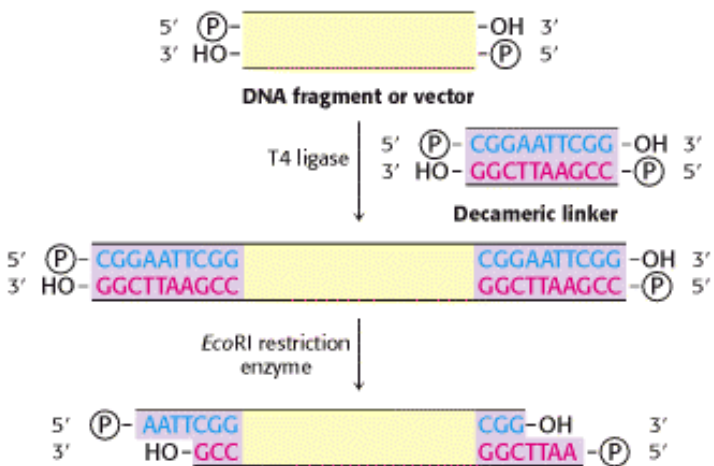 5′ P -OH 3′
3′ HO- -P 5′
DNA fragment or vector
T4 ligase
5′ P- CGGAATTCGG -OH 3′
3′ HO- GGCTTAAGCC -P 5′
Decameric linker
5′ P- CGGAATTCGG CGGAATTCGG -OH 3′
3′ HO- GGCTTAAGCC GGCTTAAGCC -P 5′
EcoRI restriction
enzyme
5′ P- AATTCGG CGG-OH 3′
3′ HO-GCC GGCTTAA -P 5′